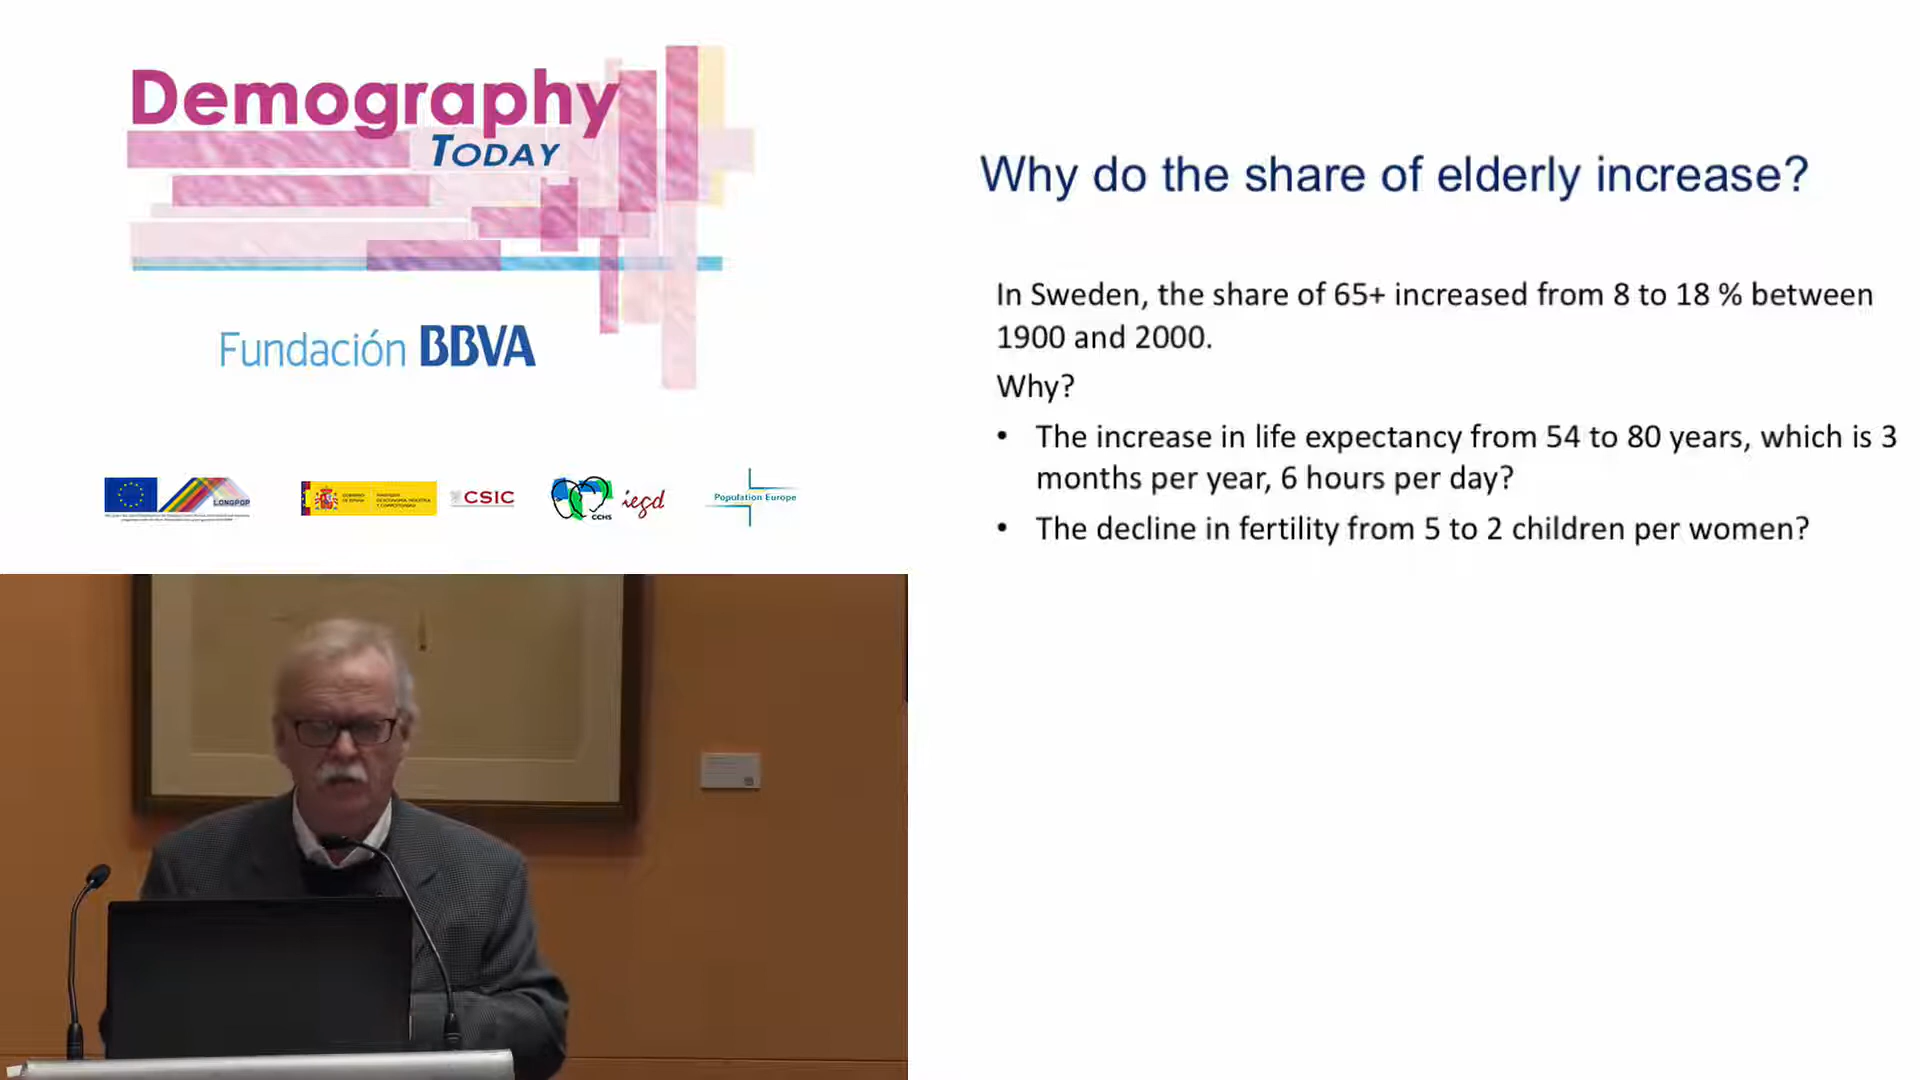 Demography
TODAY
Fundación BBVA
LONGPOP
CSIC
CCHS
iegd
Population Europe
Why do the share of elderly increase?
In Sweden, the share of 65+ increased from 8 to 18 % between
1900 and 2000.
Why?
• The increase in life expectancy from 54 to 80 years, which is 3
months per year, 6 hours per day?
• The decline in fertility from 5 to 2 children per women?